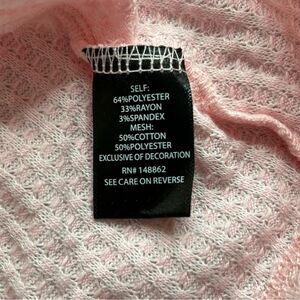 SELF:
64%POLYESTER
33%RAYON
3%SPANDEX
MESH:
50%COTTON
50%POLYESTER
EXCLUSIVE OF DECORATION
RN# 148862
SEE CARE ON REVERSE